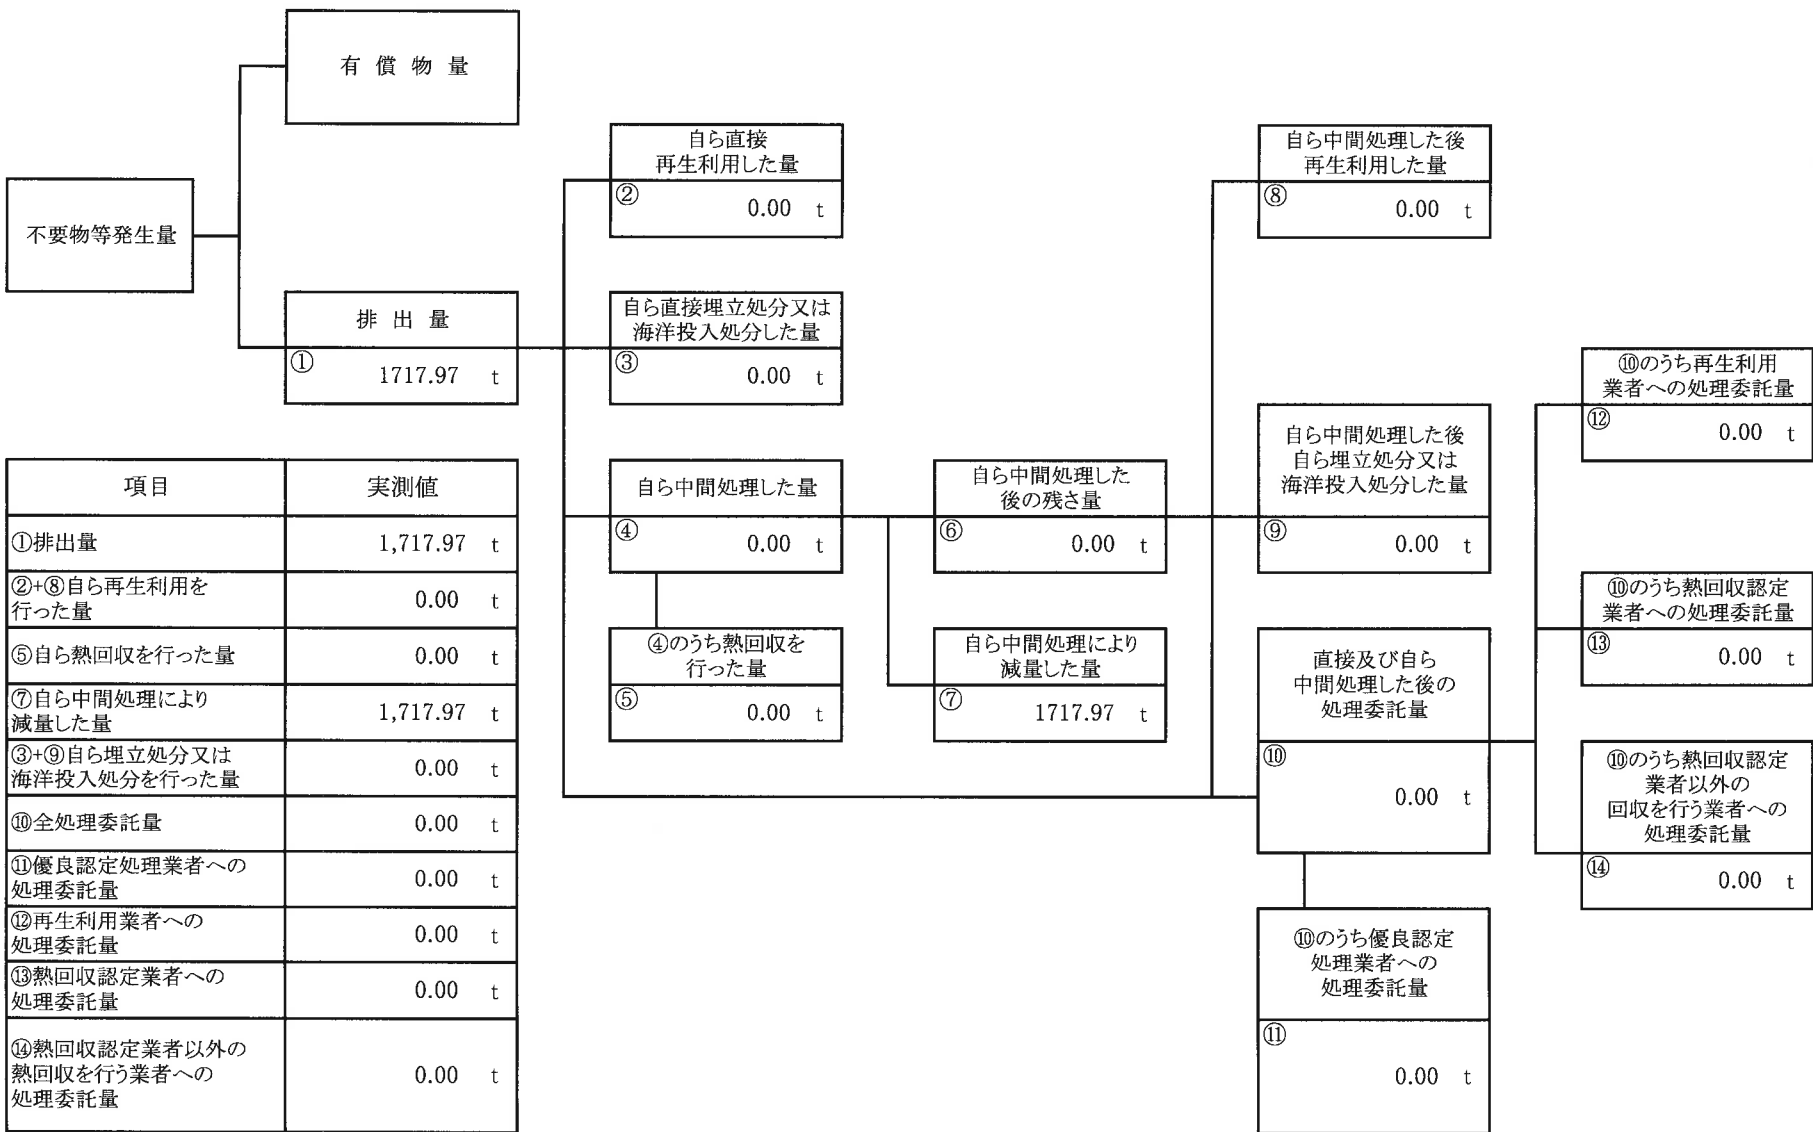 有償物量
不要物等発生量
排出量
①
1717.97 t
自ら直接
再生利用した量
②
0.00 t
自ら直接埋立処分又は
海洋投入処分した量
③
0.00 t
自ら中間処理した量
④
0.00 t
④のうち熱回収を
行った量
⑤
0.00 t
自ら中間処理した
後の残さ量
⑥
0.00 t
自ら中間処理により
減量した量
⑦
1717.97 t
自ら中間処理した後
再生利用した量
⑧
0.00 t
自ら中間処理した後
自ら埋立処分又は
海洋投入処分した量
⑨
0.00 t
直接及び自ら
中間処理した後の
処理委託量
⑩
0.00 t
⑩のうち優良認定
処理業者への
処理委託量
⑪
0.00 t
⑩のうち再生利用
業者への処理委託量
⑫
0.00 t
⑩のうち熱回収認定
業者への処理委託量
⑬
0.00 t
⑩のうち熱回収認定
業者以外の
回収を行う業者への
処理委託量
⑭
0.00 t
項目 実測値
①排出量 1,717.97 t
②+⑧自ら再生利用を
行った量
0.00 t
⑤自ら熱回収を行った量 0.00 t
⑦自ら中間処理により
減量した量
1,717.97 t
③+⑨自ら埋立処分又は
海洋投入処分を行った量
0.00 t
⑩全処理委託量 0.00 t
⑪優良認定処理業者への
処理委託量
0.00 t
⑫再生利用業者への
処理委託量
0.00 t
⑬熱回収認定業者への
処理委託量
0.00 t
⑭熱回収認定業者以外の
熱回収を行う業者への
処理委託量
0.00 t